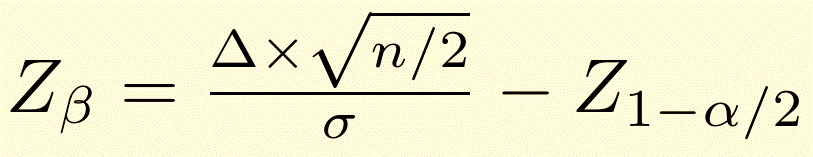 Z_β = (Δ×√(n/2))/σ − Z_{1−α/2}